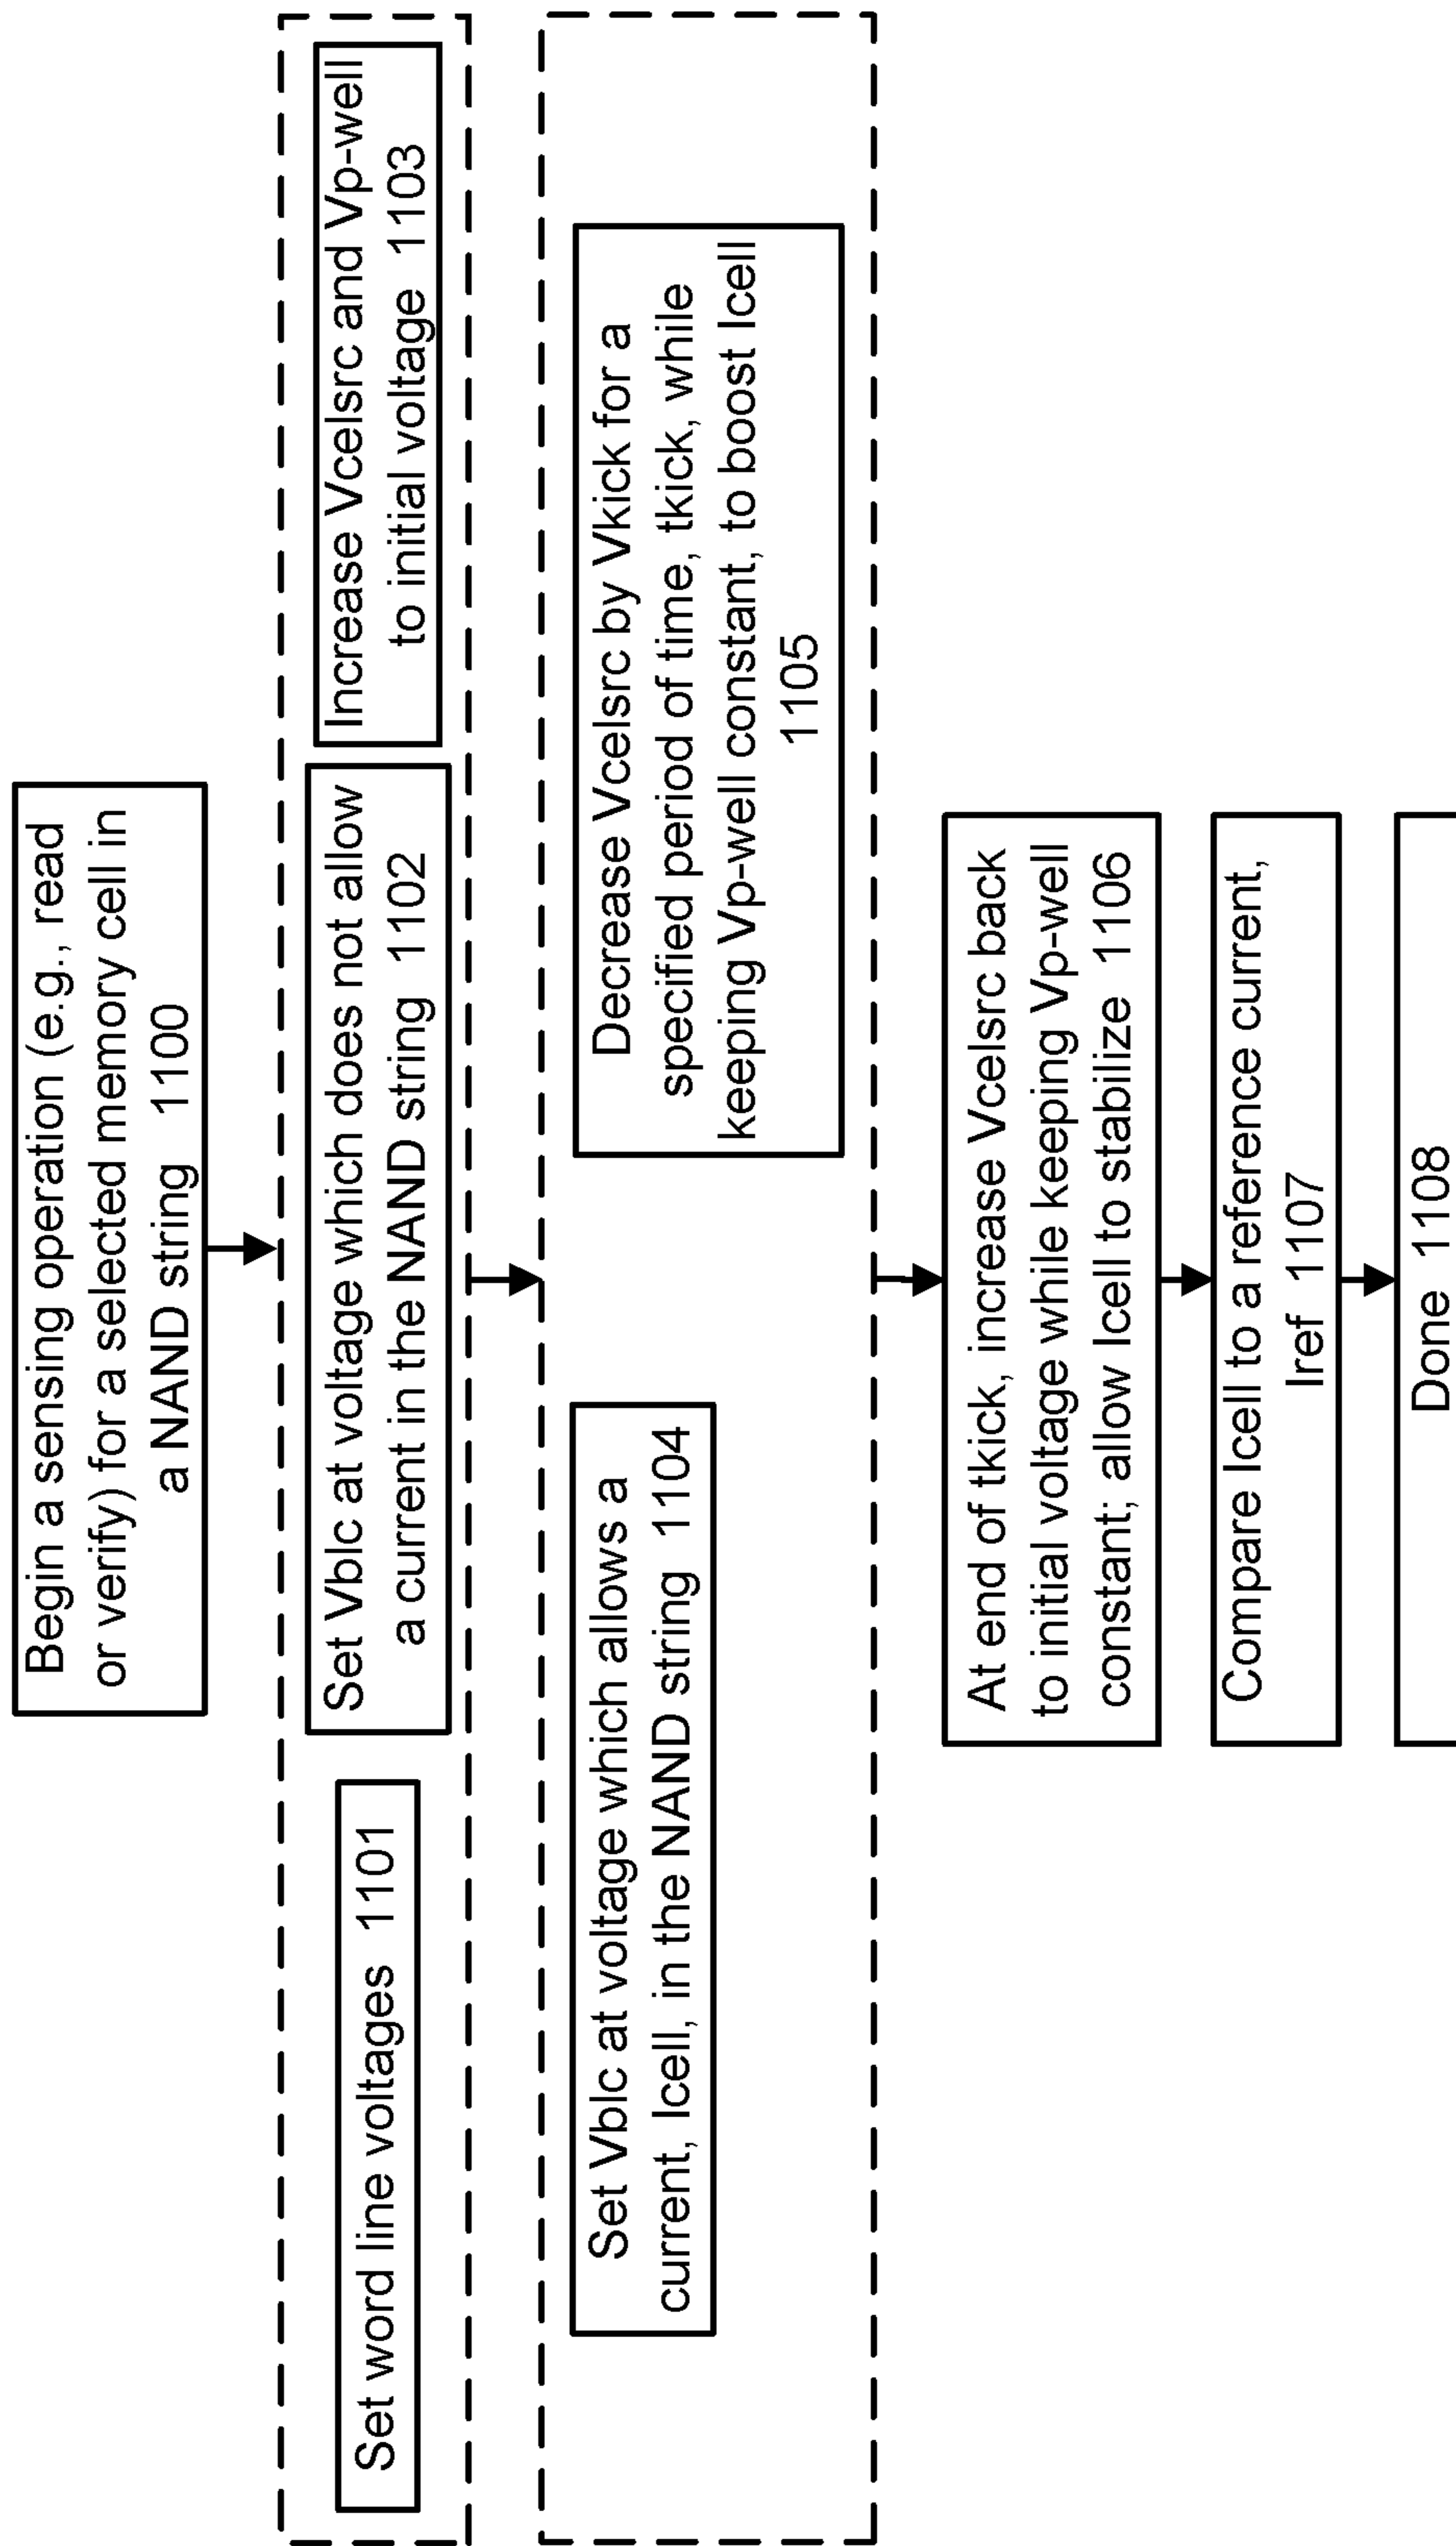 Begin a sensing operation (e.g., read
or verify) for a selected memory cell in
a NAND string 1100
Set word line voltages 1101
Set Vblc at voltage which does not allow
a current in the NAND string 1102
Increase Vcelsrc and Vp-well
to initial voltage 1103
Set Vblc at voltage which allows a
current, Icell, in the NAND string 1104
Decrease Vcelsrc by Vkick for a
specified period of time, tkick, while
keeping Vp-well constant, to boost Icell
1105
At end of tkick, increase Vcelsrc back
to initial voltage while keeping Vp-well
constant; allow Icell to stabilize 1106
Compare Icell to a reference current,
Iref 1107
Done 1108